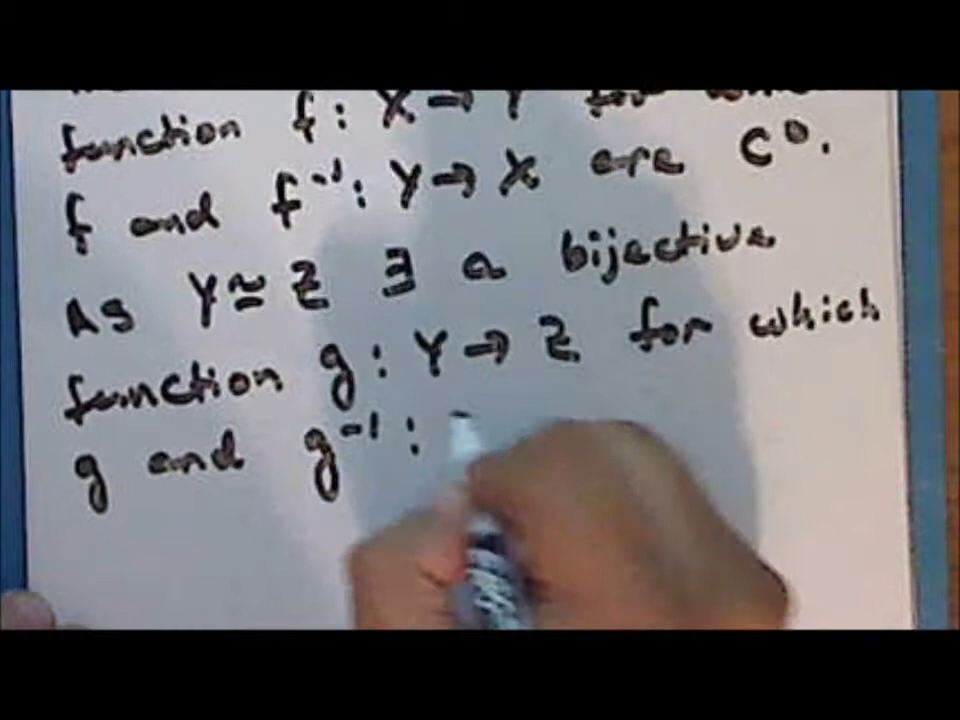 function f: X → Y for which
f and f⁻¹: Y → X are C⁰.
As Y ≃ Z ∃ a bijective
function g: Y → Z for which
g and g⁻¹: